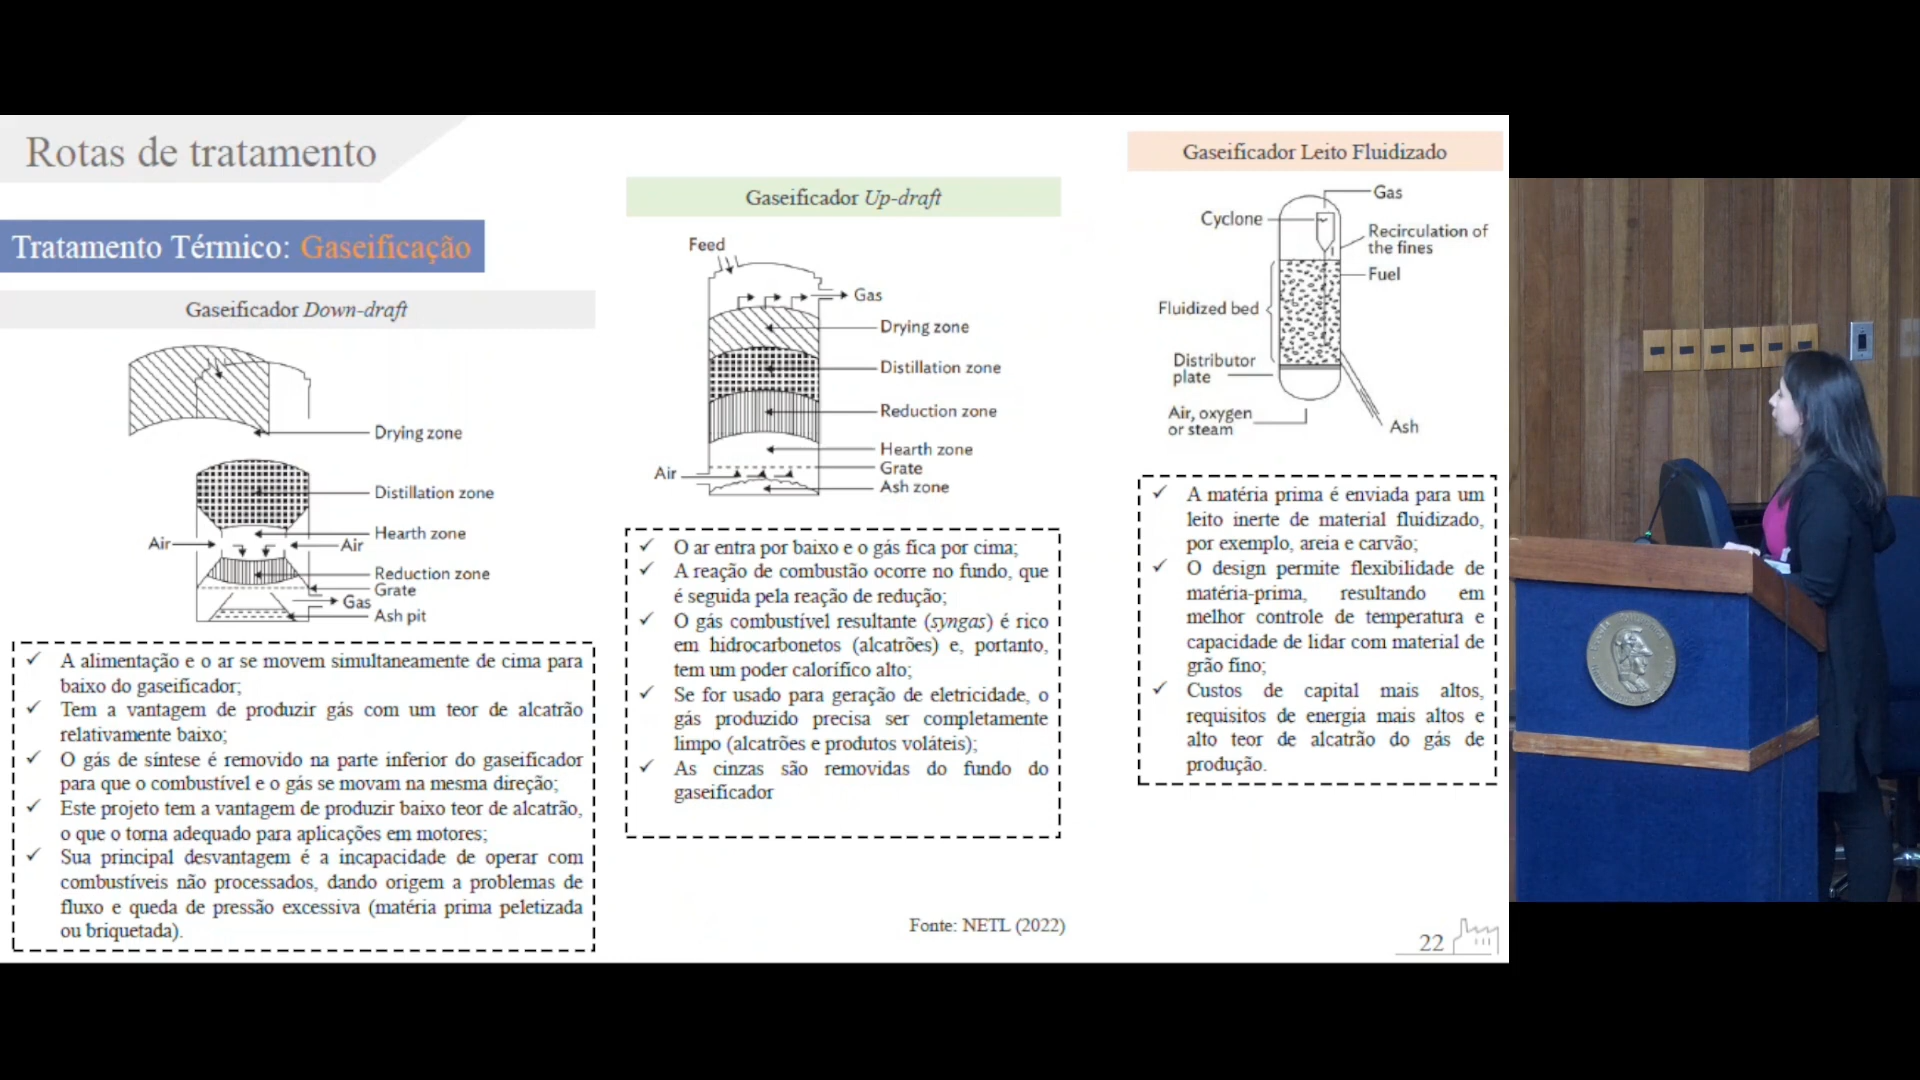 Rotas de tratamento
Tratamento Térmico: Gaseificação
Gaseificador Down-draft
Drying zone
Distillation zone
Hearth zone
Air
Air
Reduction zone
Grate
Gas
Ash pit
A alimentação e o ar se movem simultaneamente de cima para
baixo do gaseificador;
Tem a vantagem de produzir gás com um teor de alcatrão
relativamente baixo;
O gás de síntese é removido na parte inferior do gaseificador
para que o combustível e o gás se movam na mesma direção;
Este projeto tem a vantagem de produzir baixo teor de alcatrão,
o que o torna adequado para aplicações em motores;
Sua principal desvantagem é a incapacidade de operar com
combustíveis não processados, dando origem a problemas de
fluxo e queda de pressão excessiva (matéria prima peletizada
ou briquetada).
Gaseificador Up-draft
Feed
Gas
Drying zone
Distillation zone
Reduction zone
Hearth zone
Grate
Air
Ash zone
O ar entra por baixo e o gás fica por cima;
A reação de combustão ocorre no fundo, que
é seguida pela reação de redução;
O gás combustível resultante (syngas) é rico
em hidrocarbonetos (alcatrões) e, portanto,
tem um poder calorífico alto;
Se for usado para geração de eletricidade, o
gás produzido precisa ser completamente
limpo (alcatrões e produtos voláteis);
As cinzas são removidas do fundo do
gaseificador
Gaseificador Leito Fluidizado
Gas
Cyclone
Recirculation of
the fines
Fuel
Fluidized bed
Distributor
plate
Air, oxygen
or steam
Ash
A matéria prima é enviada para um
leito inerte de material fluidizado,
por exemplo, areia e carvão;
O design permite flexibilidade de
matéria-prima, resultando em
melhor controle de temperatura e
capacidade de lidar com material de
grão fino;
Custos de capital mais altos,
requisitos de energia mais altos e
alto teor de alcatrão do gás de
produção.
Fonte: NETL (2022)
22